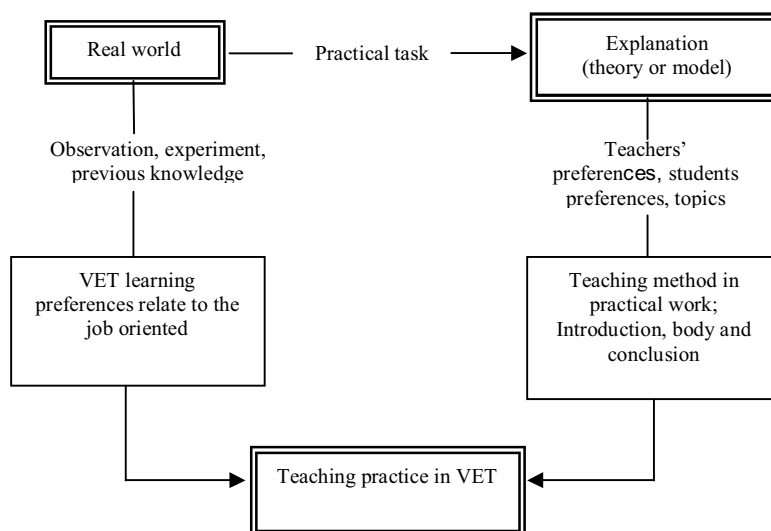 Real world
Practical task
Explanation
(theory or model)
Observation, experiment,
previous knowledge
Teachers’
preferences, students
preferences, topics
VET learning
preferences relate to the
job oriented
Teaching method in
practical work;
Introduction, body and
conclusion
Teaching practice in VET